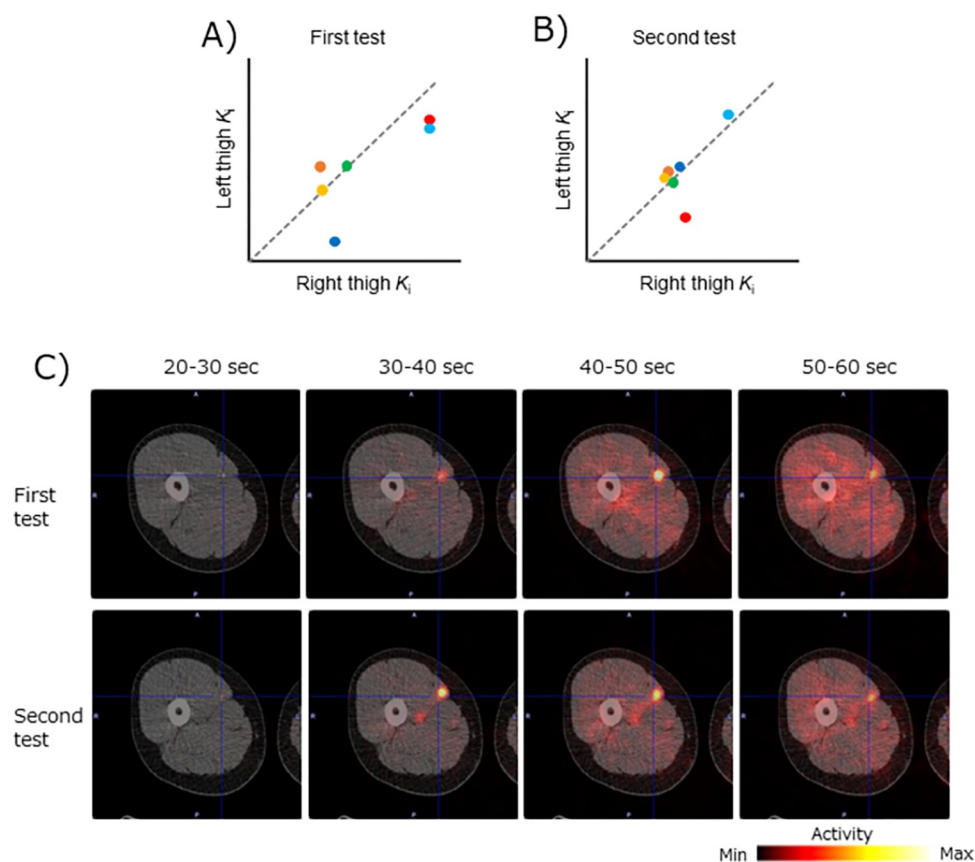 A)
First test
Left thigh Ki
Right thigh Ki
B)
Second test
Left thigh Ki
Right thigh Ki
C)
20-30 sec
30-40 sec
40-50 sec
50-60 sec
First
test
Second
test
Activity
Min
Max